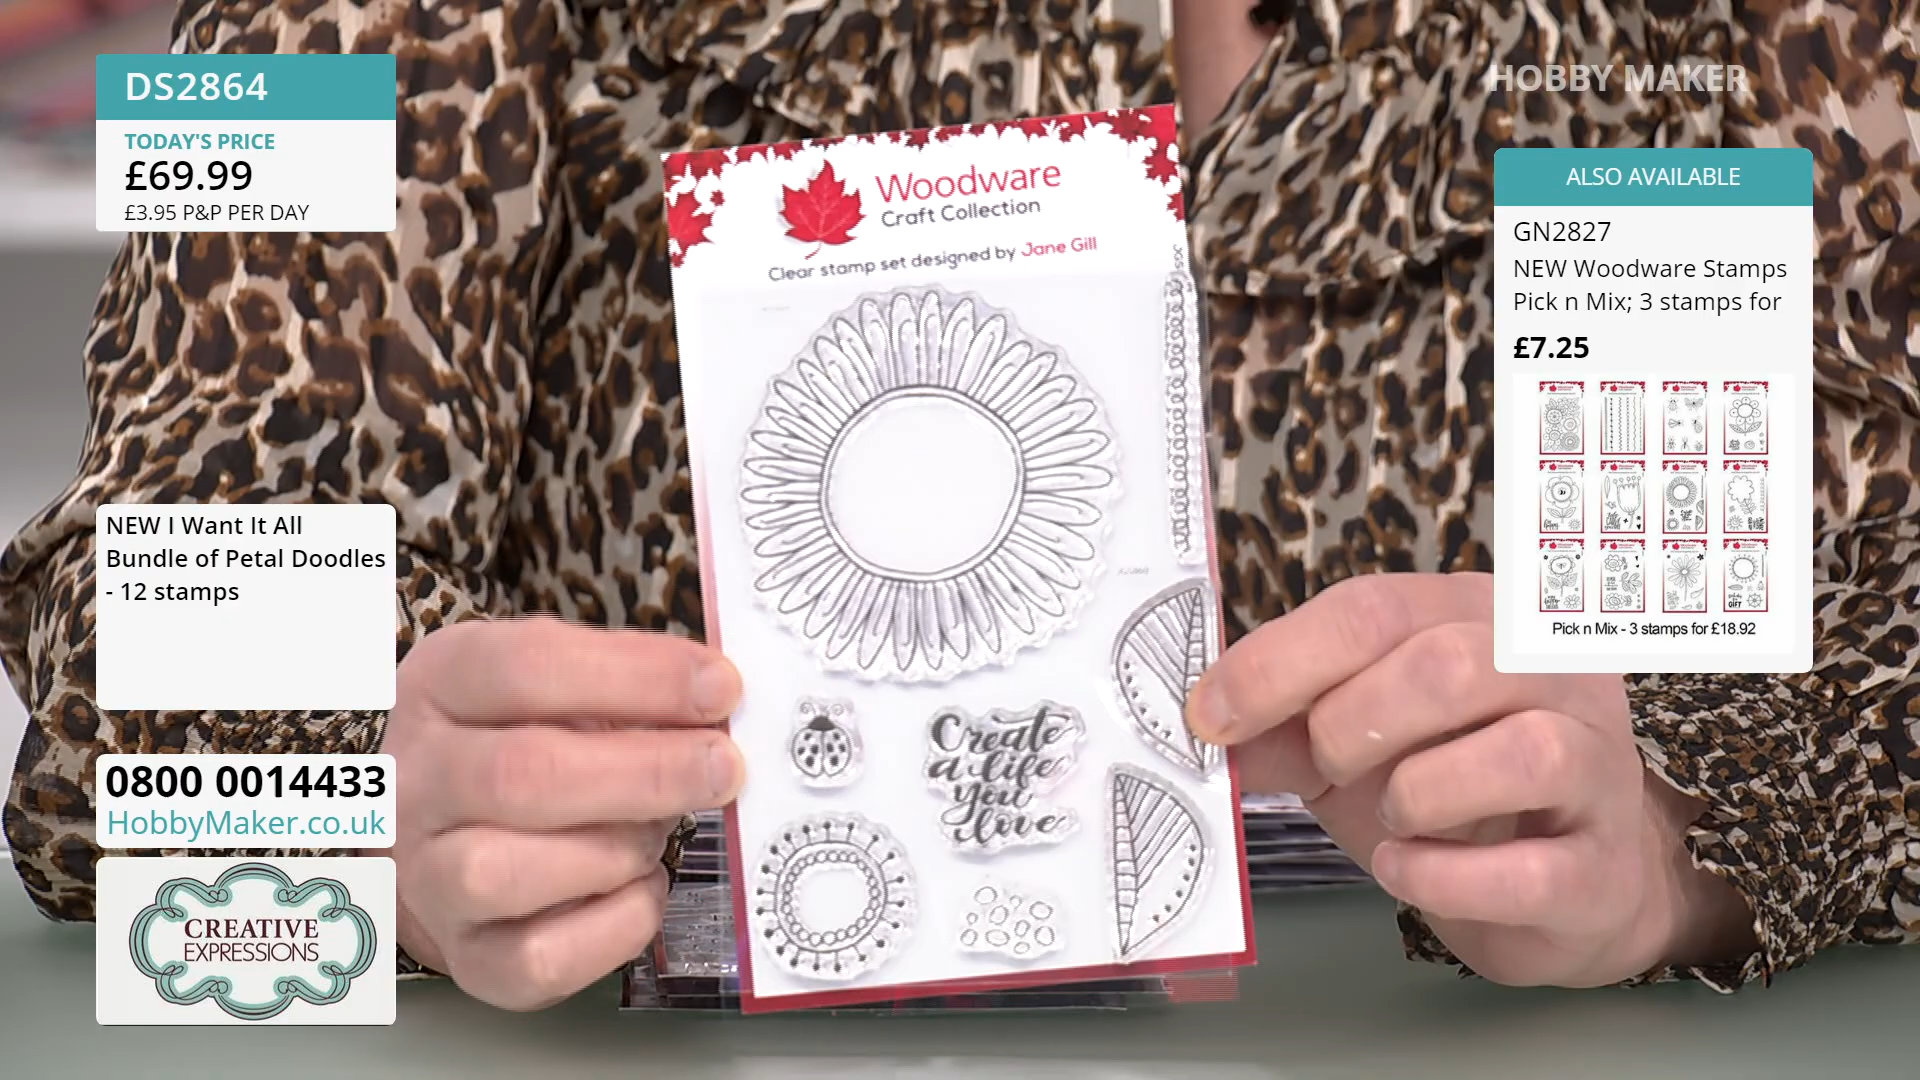 DS2864
TODAY'S PRICE
£69.99
£3.95 P&P PER DAY
HOBBY MAKER
ALSO AVAILABLE
GN2827
NEW Woodware Stamps
Pick n Mix; 3 stamps for
£7.25
Pick n Mix - 3 stamps for £18.92
Woodware
Craft Collection
Clear stamp set designed by Jane Gill
Create
a life
you
love
NEW I Want It All
Bundle of Petal Doodles
- 12 stamps
0800 0014433
HobbyMaker.co.uk
CREATIVE
EXPRESSIONS